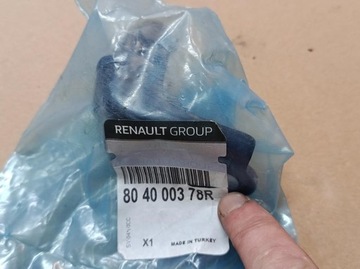 RENAULT GROUP
80 40 003 78R
X1 MADE IN TURKEY